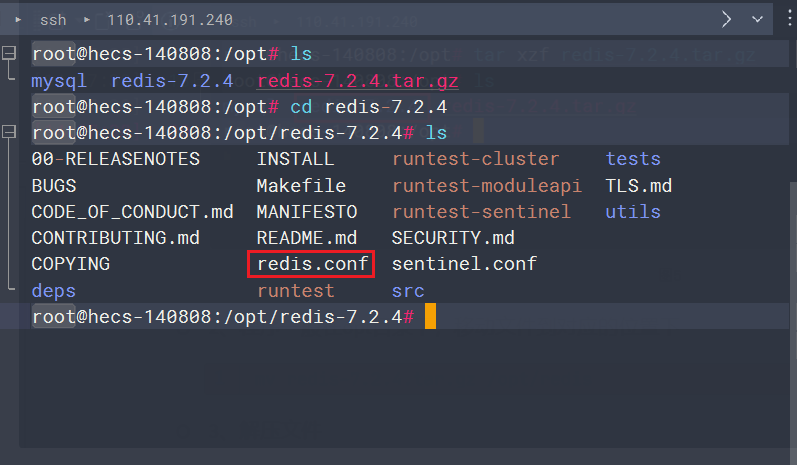 ssh 110.41.191.240
root@hecs-140808:/opt# ls
mysql redis-7.2.4 redis-7.2.4.tar.gz
root@hecs-140808:/opt# cd redis-7.2.4
root@hecs-140808:/opt/redis-7.2.4# ls
00-RELEASENOTES INSTALL runtest-cluster tests
BUGS Makefile runtest-moduleapi TLS.md
CODE_OF_CONDUCT.md MANIFESTO runtest-sentinel utils
CONTRIBUTING.md README.md SECURITY.md
COPYING redis.conf sentinel.conf
deps runtest src
root@hecs-140808:/opt/redis-7.2.4#